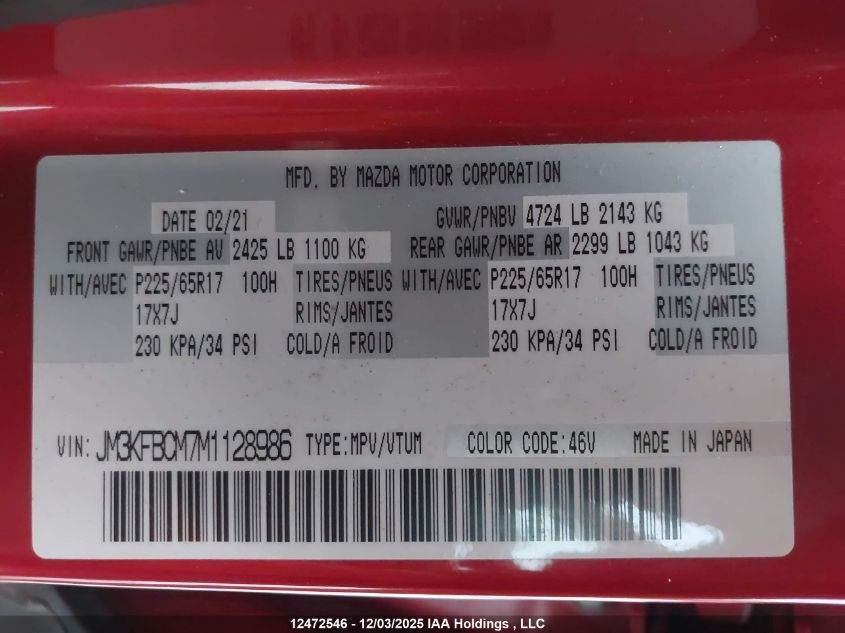 MFD. BY MAZDA MOTOR CORPORATION
DATE 02/21 GVWR/PNBV 4724 LB 2143 KG
FRONT GAWR/PNBE AV 2425 LB 1100 KG REAR GAWR/PNBE AR 2299 LB 1043 KG
WITH/AVEC P225/65R17 100H TIRES/PNEUS WITH/AVEC P225/65R17 100H TIRES/PNEUS
17X7J RIMS/JANTES 17X7J RIMS/JANTES
230 KPA/34 PSI COLD/A FROID 230 KPA/34 PSI COLD/A FROID
VIN: JM3KFBCM7M1128986 TYPE:MPV/VTUM COLOR CODE:46V MADE IN JAPAN
12472546 - 12/03/2025 IAA Holdings , LLC